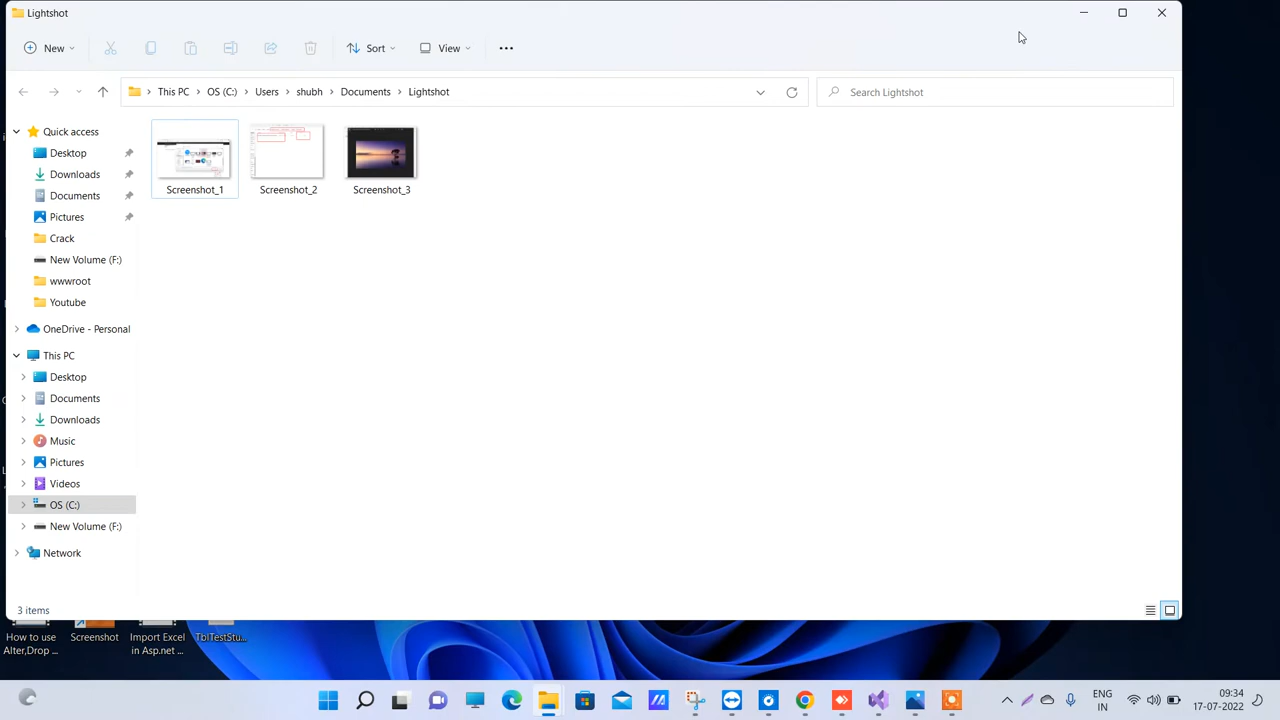 Lightshot
New
Sort
View
This PC
OS (C:)
Users
shubh
Documents
Lightshot
Search Lightshot
Quick access
Desktop
Downloads
Documents
Pictures
Crack
New Volume (F:)
wwwroot
Youtube
OneDrive - Personal
This PC
Desktop
Documents
Downloads
Music
Pictures
Videos
OS (C:)
New Volume (F:)
Network
Screenshot_1
Screenshot_2
Screenshot_3
3 items
How to use
Alter,Drop ...
Screenshot
Import Excel
in Asp.net ...
TblTestStu...
ENG
IN
09:34
17-07-2022